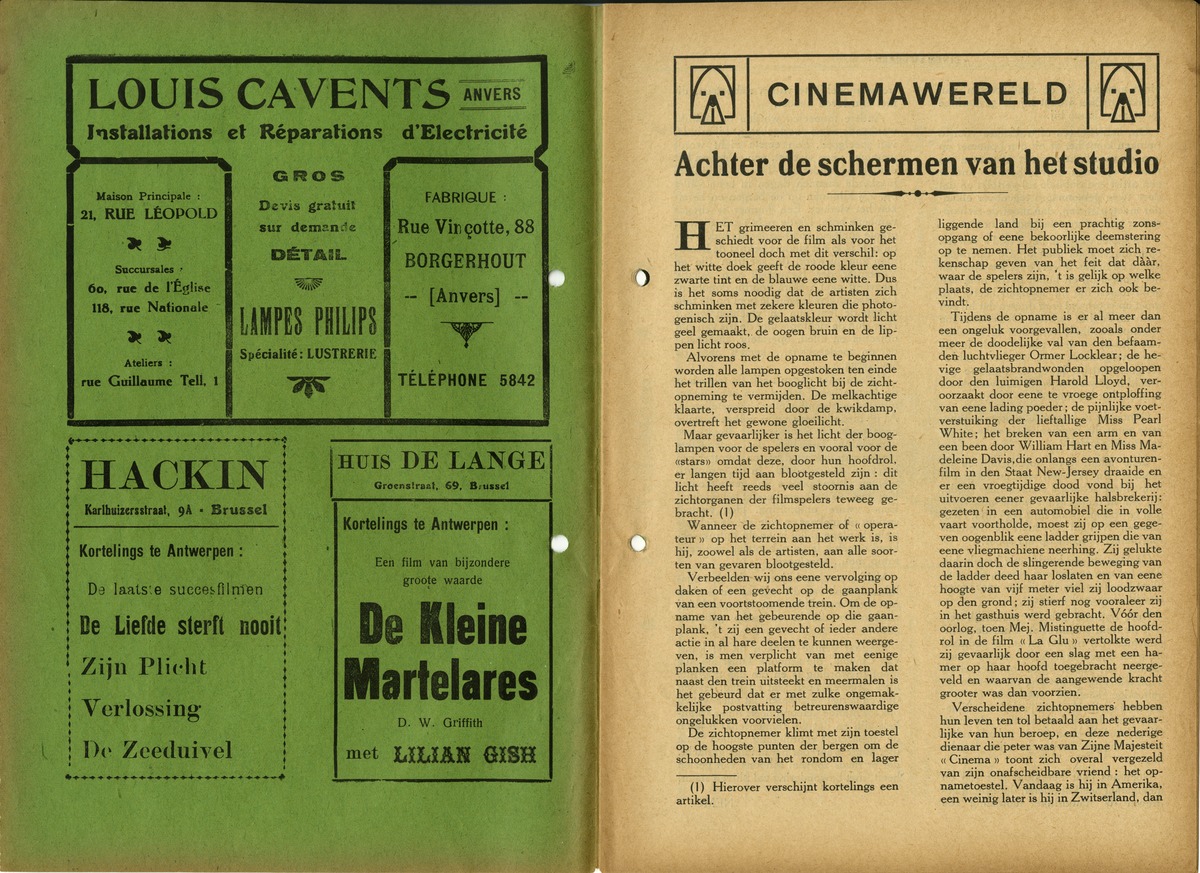 LOUIS CAVENTS ANVERS
Installations et Réparations d'Electricité
Maison Principale :
21, RUE LÉOPOLD
Succursales :
60, rue de l'Église
118, rue Nationale
Ateliers :
rue Guillaume Tell, 1
GROS
Devis gratuit
sur demande
DÉTAIL
LAMPES PHILIPS
Spécialité : LUSTRERIE
FABRIQUE :
Rue Vinçotte, 88
BORGERHOUT
-- [Anvers] --
TÉLÉPHONE 5842
HACKIN
Karlhuizersstraat, 9A - Brussel
Kortelings te Antwerpen :
De laatste succesfilmen
De Liefde sterft nooit
Zijn Plicht
Verlossing
De Zeeduivel
HUIS DE LANGE
Groenstraat, 69, Brussel
Kortelings te Antwerpen :
Een film van bijzondere
groote waarde
De Kleine
Martelares
D. W. Griffith
met LILIAN GISH
CINEMAWERELD
Achter de schermen van het studio
HET grimeeren en schminken ge-
schiedt voor de film als voor het
tooneel doch met dit verschil: op
het witte doek geeft de roode kleur eene
zwarte tint en de blauwe eene witte. Dus
is het soms noodig dat de artisten zich
schminken met zekere kleuren die photo-
genisch zijn. De gelaatskleur wordt licht
geel gemaakt, de oogen bruin en de lip-
pen licht roos.
Alvorens met de opname te beginnen
worden alle lampen opgestoken ten einde
het trillen van het booglicht bij de zicht-
opneming te vermijden. De melkachtige
klaarte, verspreid door de kwikdamp,
overtreft het gewone gloeilicht.
Maar gevaarlijker is het licht der boog-
lampen voor de spelers en vooral voor de
«stars» omdat deze, door hun hoofdrol,
er langen tijd aan blootgesteld zijn : dit
licht heeft reeds veel stoornis aan de
zichtorganen der filmspelers teweeg ge-
bracht. (1)
Wanneer de zichtopnemer of « opera-
teur » op het terrein aan het werk is, is
hij, zoowel als de artisten, aan alle soor-
ten van gevaren blootgesteld.
Verbeelden wij ons eene vervolging op
daken of een gevecht op de gaanplank
van een voortstoomende trein. Om de op-
name van het gebeurende op die gaan-
plank, 't zij een gevecht of ieder andere
actie in al hare deelen te kunnen weerge-
ven, is men verplicht van met eenige
planken een platform te maken dat
naast den trein uitsteekt en meermalen is
het gebeurd dat er met zulke ongemak-
kelijke postvatting betreurenswaardige
ongelukken voorvielen.
De zichtopnemer klimt met zijn toestel
op de hoogste punten der bergen om de
schoonheden van het rondom en lager
(1) Hierover verschijnt kortelings een
artikel.
liggende land bij een prachtig zons-
opgang of eene bekoorlijke deemstering
op te nemen. Het publiek moet zich re-
kenschap geven van het feit dat dààr,
waar de spelers zijn, 't is gelijk op welke
plaats, de zichtopnemer er zich ook be-
vindt.
Tijdens de opname is er al meer dan
een ongeluk voorgevallen, zooals onder
meer de doodelijke val van den befaam-
den luchtvlieger Ormer Locklear ; de he-
vige gelaatsbrandwonden opgeloopen
door den luimigen Harold Lloyd, ver-
oorzaakt door eene te vroege ontploffing
van eene lading poeder ; de pijnlijke voet-
verstuiking der lieftallige Miss Pearl
White ; het breken van een arm en van
een been door William Hart en Miss Ma-
deleine Davis, die onlangs een avonturen-
film in den Staat New-Jersey draaide en
er een vroegtijdige dood vond bij het
uitvoeren eener gevaarlijke halsbrekerij :
gezeten in een automobiel die in volle
vaart voortholde, moest zij op een gege-
ven oogenblik eene ladder grijpen die van
eene vliegmachiene neerhing. Zij gelukte
daarin doch de slingerende beweging van
de ladder deed haar loslaten en van eene
hoogte van vijf meter viel zij loodzwaar
op den grond ; zij stierf nog vooraleer zij
in het gasthuis werd gebracht. Vóór den
oorlog, toen Mej. Mistinguette de hoofd-
rol in de film « La Glu » vertolkte werd
zij gevaarlijk door een slag met een ha-
mer op haar hoofd toegebracht neerge-
veld en waarvan de aangewende kracht
grooter was dan voorzien.
Verscheidene zichtopnemers hebben
hun leven ten tol betaald aan het gevaar-
lijke van hun beroep, en deze nederige
dienaar die peter was van Zijne Majesteit
« Cinema » toont zich overal vergezeld
van zijn onafscheidbare vriend : het op-
nametoestel. Vandaag is hij in Amerika,
een weinig later is hij in Zwitserland, dan